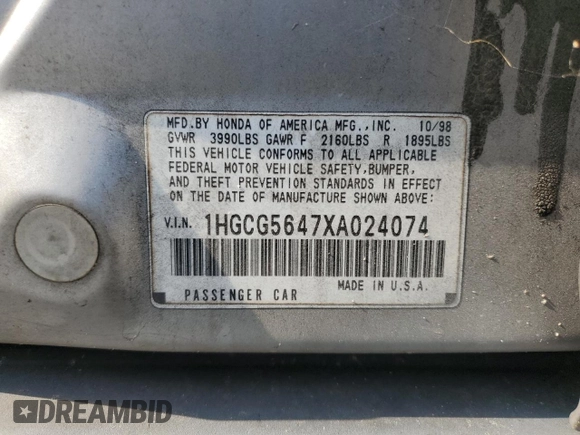 MFD.BY HONDA OF AMERICA MFG.,INC. 10/98
GVWR 3990LBS GAWR F 2160LBS R 1895LBS
THIS VEHICLE CONFORMS TO ALL APPLICABLE
FEDERAL MOTOR VEHICLE SAFETY,BUMPER,
AND THEFT PREVENTION STANDARDS IN EFFECT
ON THE DATE OF MANUFACTURE SHOWN ABOVE:
V.I.N. 1HGCG5647XA024074
PASSENGER CAR MADE IN U.S.A.
DREAMBID